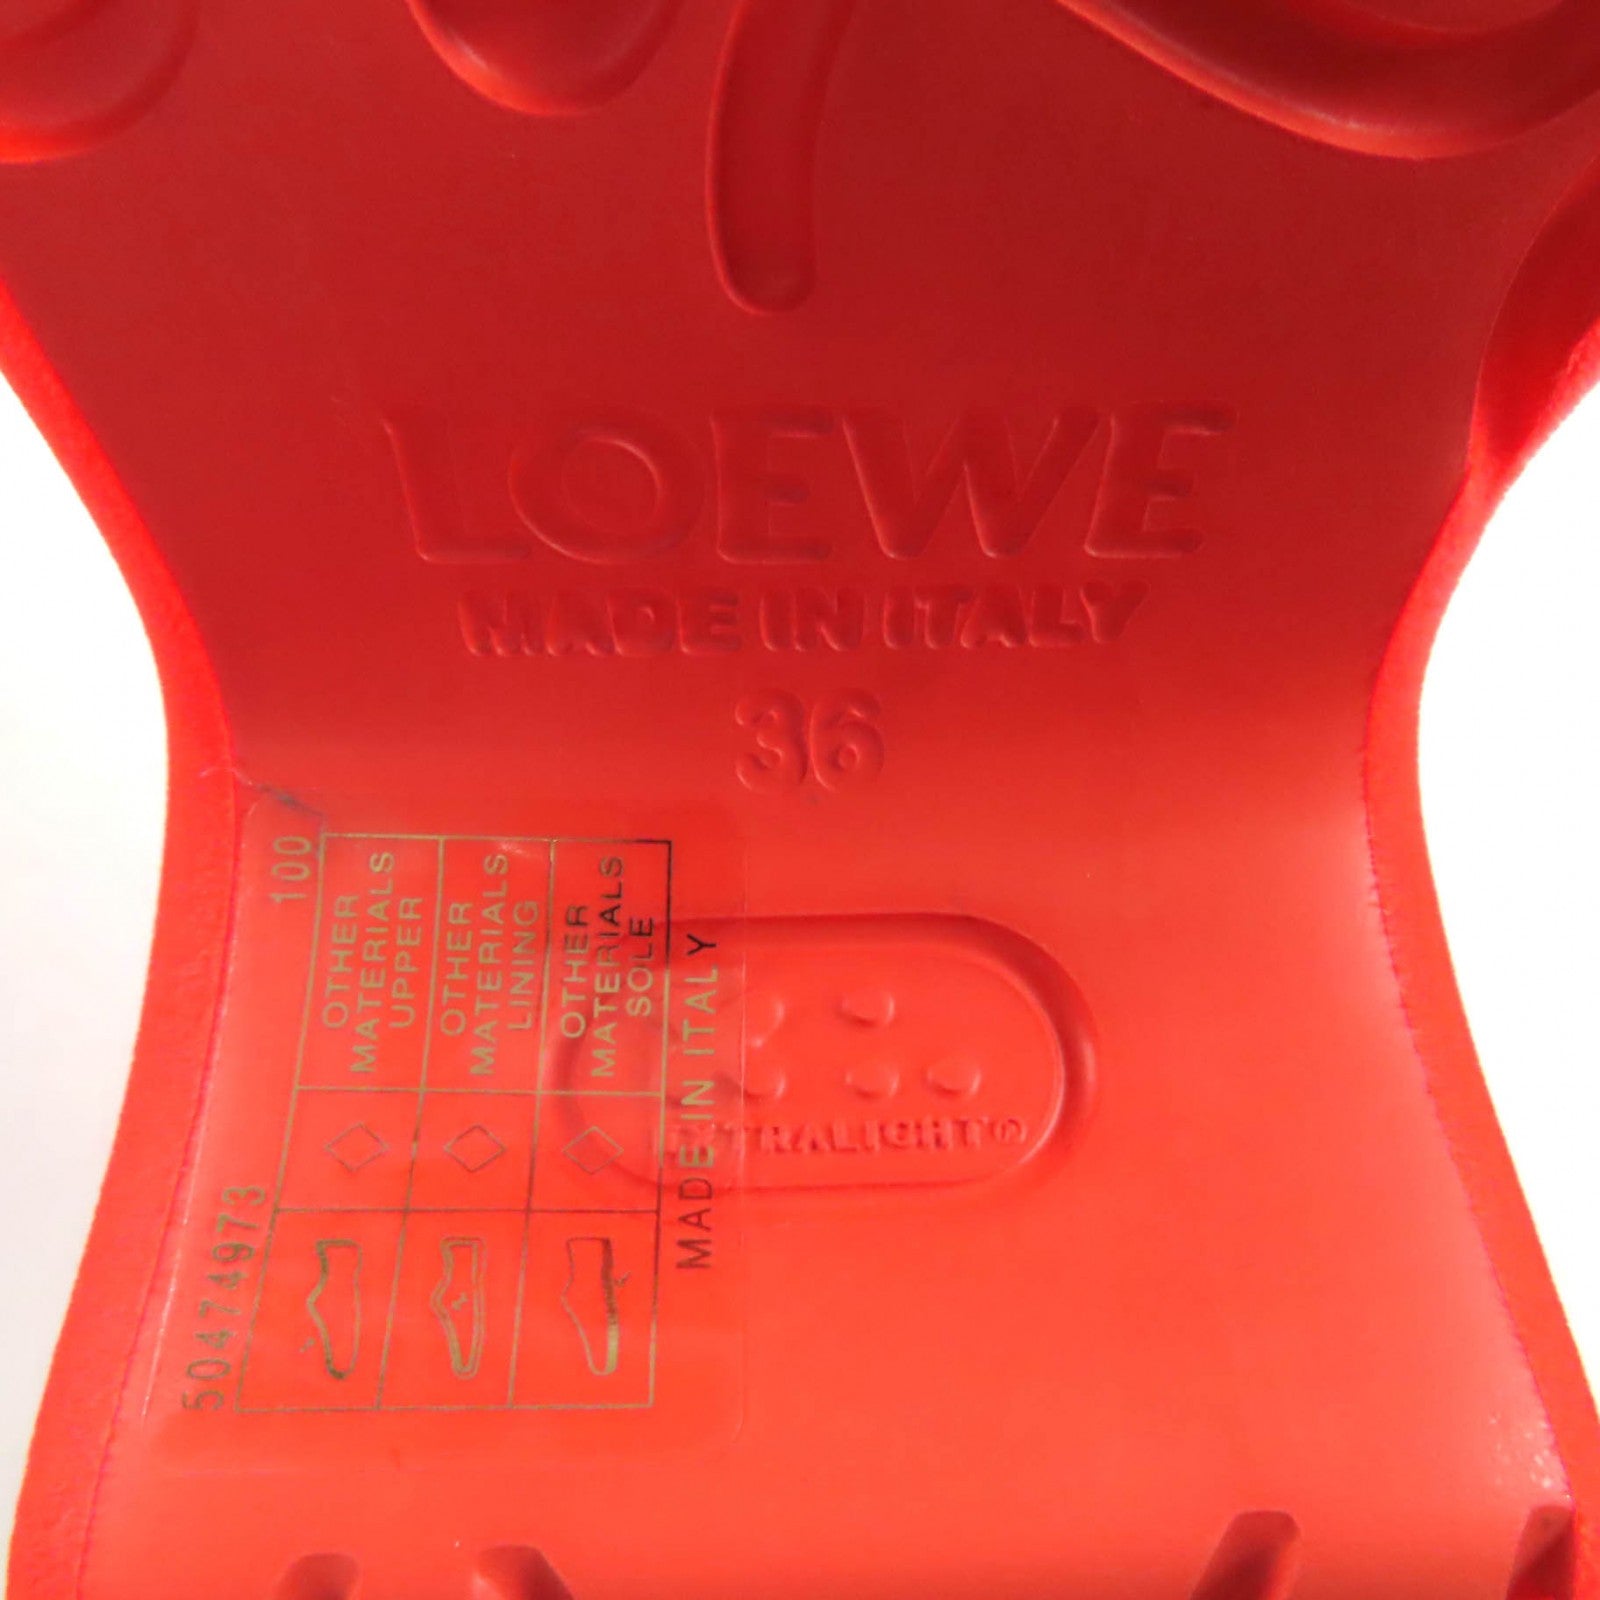 LOEWE
MADE IN ITALY
36
100
OTHER
MATERIALS
UPPER
OTHER
MATERIALS
LINING
OTHER
MATERIALS
SOLE
MADE IN ITALY
50474973
EXTRALIGHT®